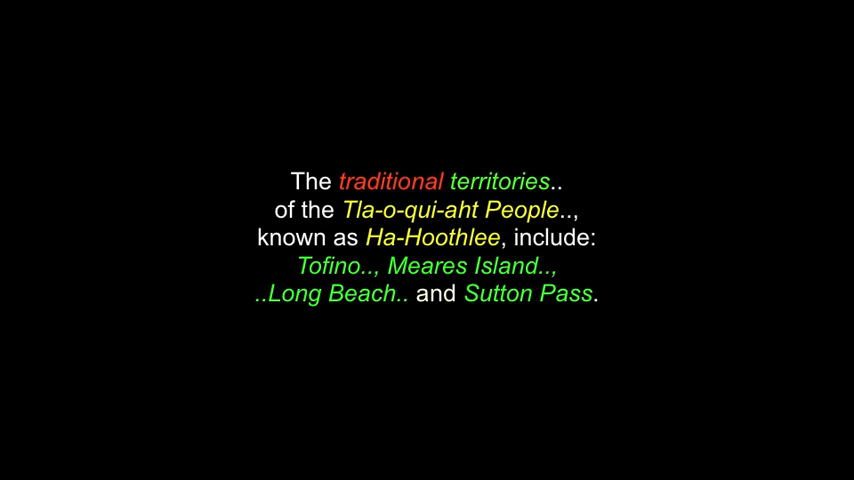 The traditional territories..
of the Tla-o-qui-aht People..,
known as Ha-Hoothlee, include:
Tofino.., Meares Island..,
..Long Beach.. and Sutton Pass.